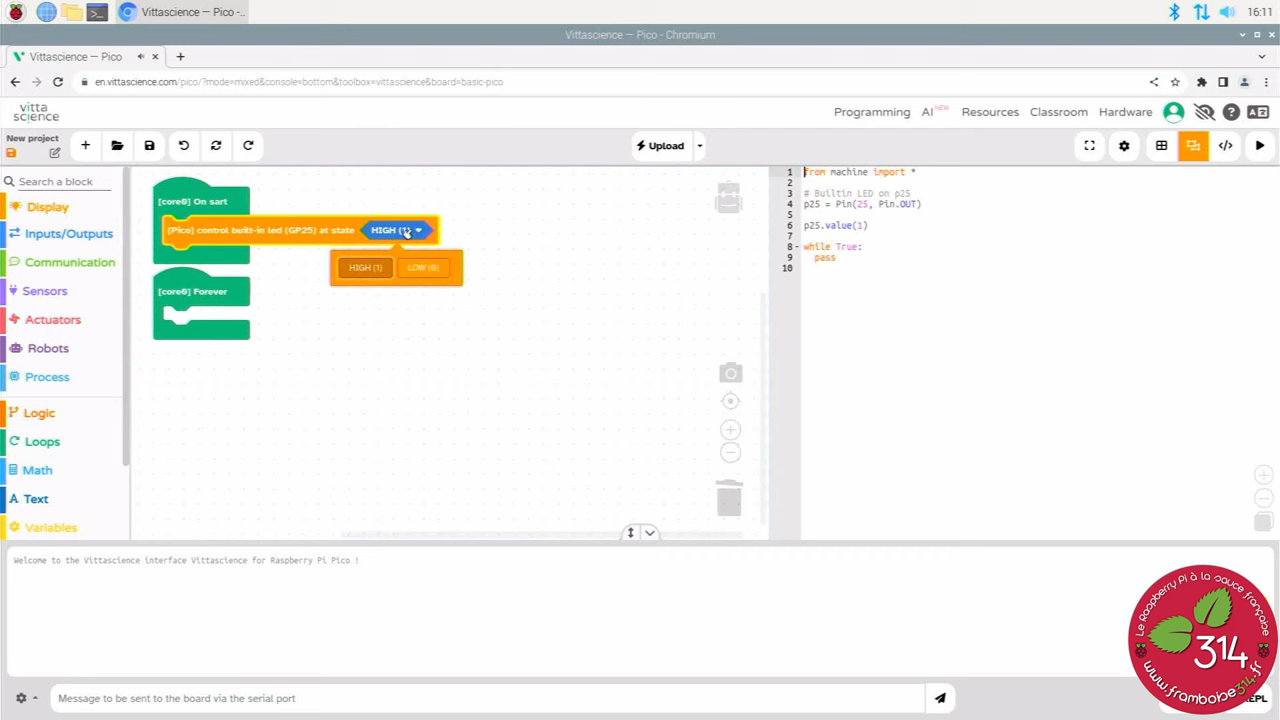 Vittascience — Pico -...
16:11
Vittascience — Pico - Chromium
Vittascience — Pico
en.vittascience.com/pico/?mode=mixed&console=bottom&toolbox=vittascience&board=basic-pico
vitta
science
Programming
AI NEW
Resources
Classroom
Hardware
New project
Upload
Search a block
Display
Inputs/Outputs
Communication
Sensors
Actuators
Robots
Process
Logic
Loops
Math
Text
Variables
[core0] On sart
[Pico] control built-in led (GP25) at state HIGH (1)
HIGH (1) LOW (0)
[core0] Forever
1 from machine import *
2
3 # Builtin LED on p25
4 p25 = Pin(25, Pin.OUT)
5
6 p25.value(1)
7
8 while True:
9 pass
10
Welcome to the Vittascience interface Vittascience for Raspberry Pi Pico !
Message to be sent to the board via the serial port
Le Raspberry Pi à la sauce française
314
www.framboise314.fr